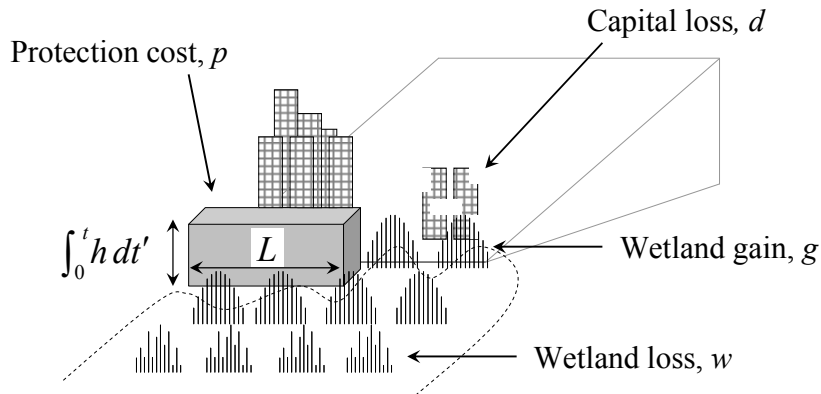 Capital loss, d
Protection cost, p
∫₀ᵗ h dt′
L
Wetland gain, g
Wetland loss, w